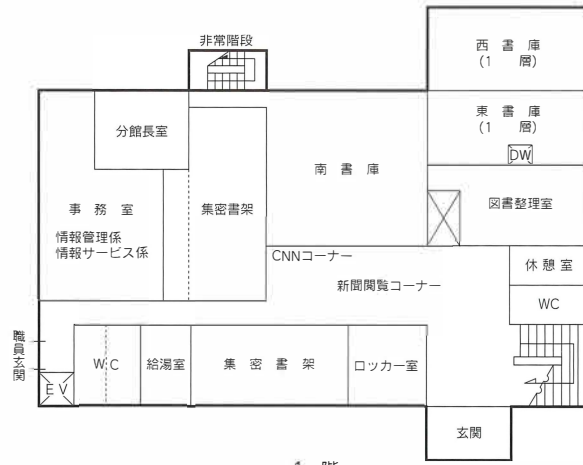 非常階段
西書庫
(1 層)
分館長室
東書庫
(1 層)
DW
南書庫
事務室
情報管理係
情報サービス係
集密書架
図書整理室
CNNコーナー
新聞閲覧コーナー
休憩室
WC
職員玄関
EV
WC
給湯室
集密書架
ロッカー室
玄関
1階